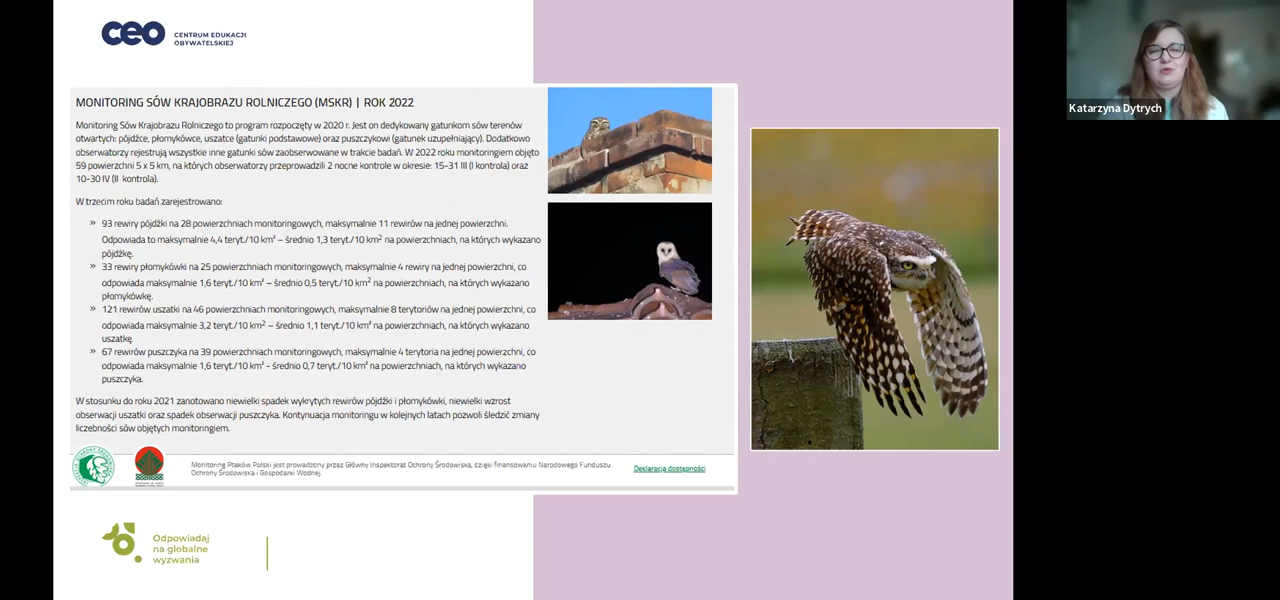 ceo CENTRUM EDUKACJI
OBYWATELSKIEJ
MONITORING SÓW KRAJOBRAZU ROLNICZEGO (MSKR) | ROK 2022
Monitoring Sów Krajobrazu Rolniczego to program rozpoczęty w 2020 r. Jest on dedykowany gatunkom sów terenów
otwartych: pójdźce, płomykówce, uszatce (gatunki podstawowe) oraz puszczykowi (gatunek uzupełniający). Dodatkowo
obserwatorzy rejestrują wszystkie inne gatunki sów zaobserwowane w trakcie badań. W 2022 roku monitoringiem objęto
59 powierzchni 5 x 5 km, na których obserwatorzy przeprowadzili 2 nocne kontrole w okresie: 15-31 III (I kontrola) oraz
10-30 IV (II kontrola).
W trzecim roku badań zarejestrowano:
» 93 rewiry pójdźki na 28 powierzchniach monitoringowych, maksymalnie 11 rewirów na jednej powierzchni.
Odpowiada to maksymalnie 4,4 teryt./10 km² – średnio 1,3 teryt./10 km² na powierzchniach, na których wykazano
pójdźkę.
» 33 rewiry płomykówki na 25 powierzchniach monitoringowych, maksymalnie 4 rewiry na jednej powierzchni, co
odpowiada maksymalnie 1,6 teryt./10 km² – średnio 0,5 teryt./10 km² na powierzchniach, na których wykazano
płomykówkę.
» 121 rewirów uszatki na 46 powierzchniach monitoringowych, maksymalnie 8 terytoriów na jednej powierzchni, co
odpowiada maksymalnie 3,2 teryt./10 km² – średnio 1,1 teryt./10 km² na powierzchniach, na których wykazano
uszatkę.
» 67 rewirów puszczyka na 39 powierzchniach monitoringowych, maksymalnie 4 terytoria na jednej powierzchni, co
odpowiada maksymalnie 1,6 teryt./10 km² - średnio 0,7 teryt./10 km² na powierzchniach, na których wykazano
puszczyka.
W stosunku do roku 2021 zanotowano niewielki spadek wykrytych rewirów pójdźki i płomykówki, niewielki wzrost
obserwacji uszatki oraz spadek obserwacji puszczyka. Kontynuacja monitoringu w kolejnych latach pozwoli śledzić zmiany
liczebności sów objętych monitoringiem.
Monitoring Ptaków Polski jest prowadzony przez Główny Inspektorat Ochrony Środowiska, dzięki finansowaniu Narodowego Funduszu
Ochrony Środowiska i Gospodarki Wodnej.
Deklaracja dostępności
Odpowiadaj
na globalne
wyzwania
Katarzyna Dytrych